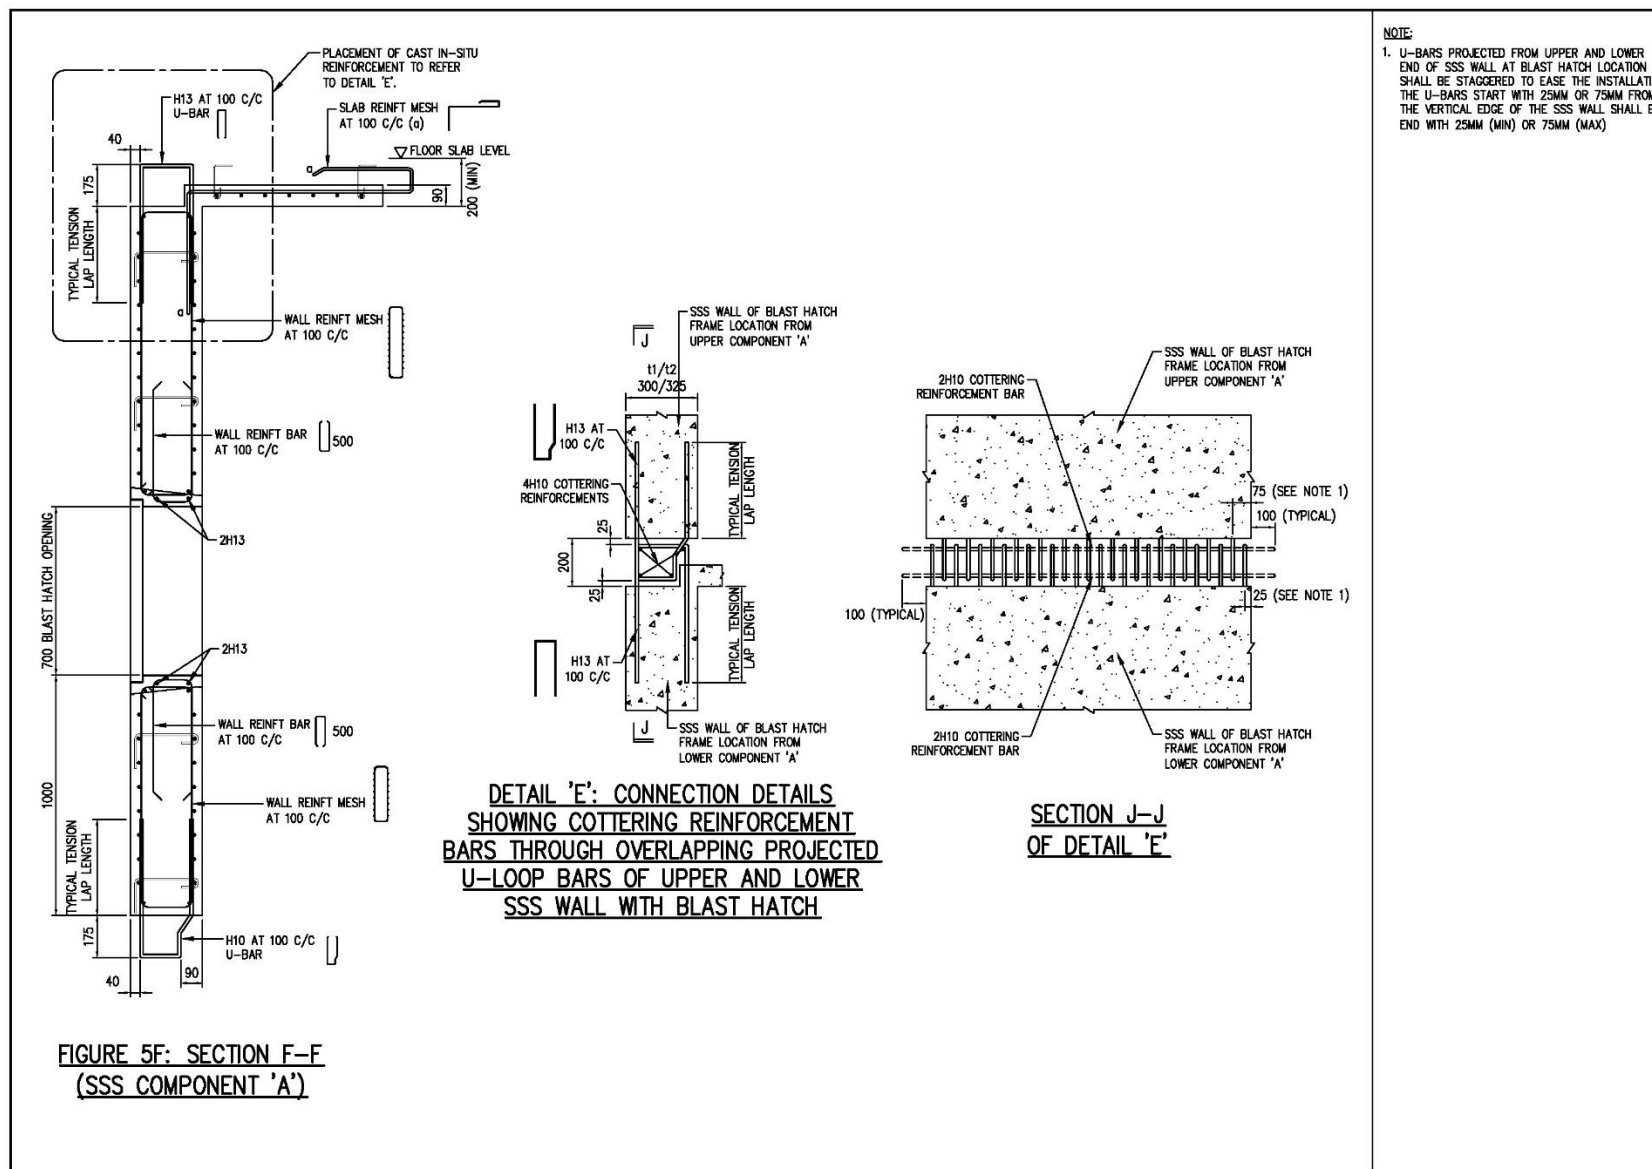 PLACEMENT OF CAST IN-SITU
REINFORCEMENT TO REFER
TO DETAIL 'E'.
H13 AT 100 C/C
U-BAR
SLAB REINFT MESH
AT 100 C/C (a)
40
FLOOR SLAB LEVEL
a
175
90
200 (MIN)
TYPICAL TENSION
LAP LENGTH
a
WALL REINFT MESH
AT 100 C/C
WALL REINFT BAR
AT 100 C/C
500
2H13
700 BLAST HATCH OPENING
2H13
WALL REINFT BAR
AT 100 C/C
500
1000
WALL REINFT MESH
AT 100 C/C
TYPICAL TENSION
LAP LENGTH
175
H10 AT 100 C/C
U-BAR
40
90
FIGURE 5F: SECTION F-F
(SSS COMPONENT 'A')
SSS WALL OF BLAST HATCH
FRAME LOCATION FROM
UPPER COMPONENT 'A'
J
t1/t2
300/325
H13 AT
100 C/C
4H10 COTTERING
REINFORCEMENTS
TYPICAL TENSION
LAP LENGTH
25
200
25
TYPICAL TENSION
LAP LENGTH
H13 AT
100 C/C
J
SSS WALL OF BLAST HATCH
FRAME LOCATION FROM
LOWER COMPONENT 'A'
DETAIL 'E': CONNECTION DETAILS
SHOWING COTTERING REINFORCEMENT
BARS THROUGH OVERLAPPING PROJECTED
U-LOOP BARS OF UPPER AND LOWER
SSS WALL WITH BLAST HATCH
SSS WALL OF BLAST HATCH
FRAME LOCATION FROM
UPPER COMPONENT 'A'
2H10 COTTERING
REINFORCEMENT BAR
75 (SEE NOTE 1)
100 (TYPICAL)
25 (SEE NOTE 1)
100 (TYPICAL)
2H10 COTTERING
REINFORCEMENT BAR
SSS WALL OF BLAST HATCH
FRAME LOCATION FROM
LOWER COMPONENT 'A'
SECTION J-J
OF DETAIL 'E'
NOTE:
1. U-BARS PROJECTED FROM UPPER AND LOWER
END OF SSS WALL AT BLAST HATCH LOCATION
SHALL BE STAGGERED TO EASE THE INSTALLATI
THE U-BARS START WITH 25MM OR 75MM FROM
THE VERTICAL EDGE OF THE SSS WALL SHALL
END WITH 25MM (MIN) OR 75MM (MAX)